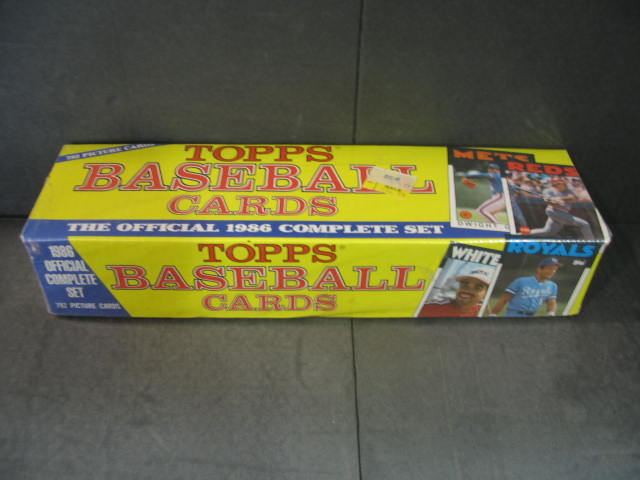 792 PICTURE CARDS
TOPPS
BASEBALL
CARDS
THE OFFICIAL 1986 COMPLETE SET
METS
REDS
DWIGHT
1986
OFFICIAL
COMPLETE
SET
792 PICTURE CARDS
TOPPS
BASEBALL
CARDS
WHITE
ROYALS
Royals